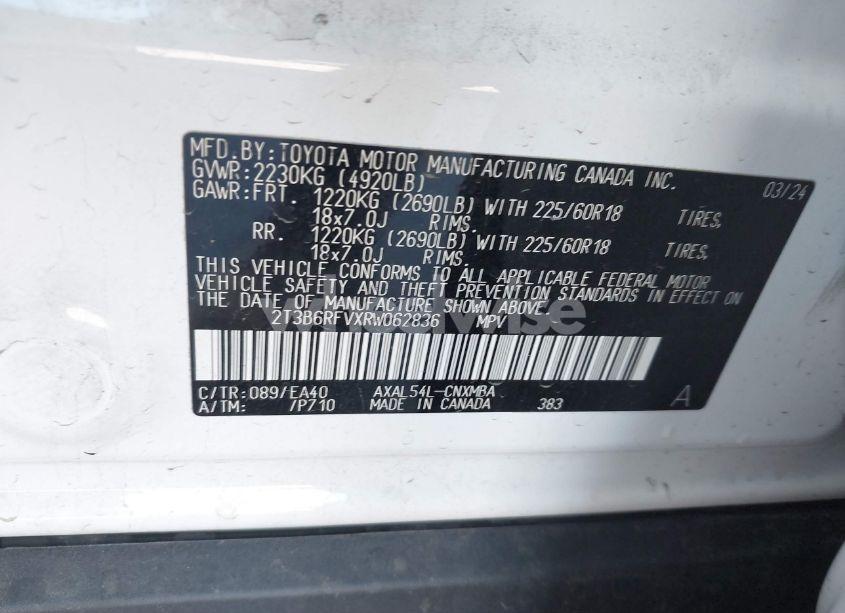 MFD. BY: TOYOTA MOTOR MANUFACTURING CANADA INC. 03/24
GVWR: 2230KG (4920LB)
GAWR: FRT. 1220KG (2690LB) WITH 225/60R18 TIRES,
18x7.0J RIMS.
RR. 1220KG (2690LB) WITH 225/60R18 TIRES,
18x7.0J RIMS.
THIS VEHICLE CONFORMS TO ALL APPLICABLE FEDERAL MOTOR
VEHICLE SAFETY AND THEFT PREVENTION STANDARDS IN EFFECT ON
THE DATE OF MANUFACTURE SHOWN ABOVE.
2T3B6RFVXRW062836 MPV
C/TR: 089/EA40 AXAL54L-CNXMBA
A/TM: /P710 MADE IN CANADA 383 A